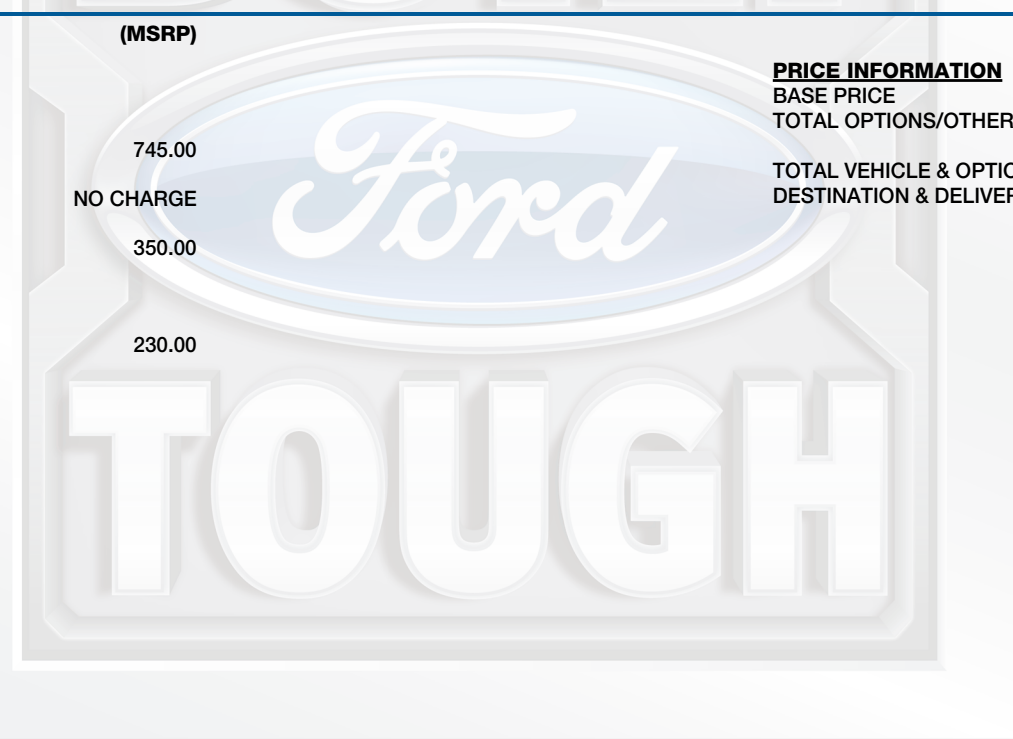 (MSRP)
745.00
NO CHARGE
350.00
230.00
PRICE INFORMATION
BASE PRICE
TOTAL OPTIONS/OTHER
TOTAL VEHICLE & OPTIO
DESTINATION & DELIVER
Ford
TOUGH